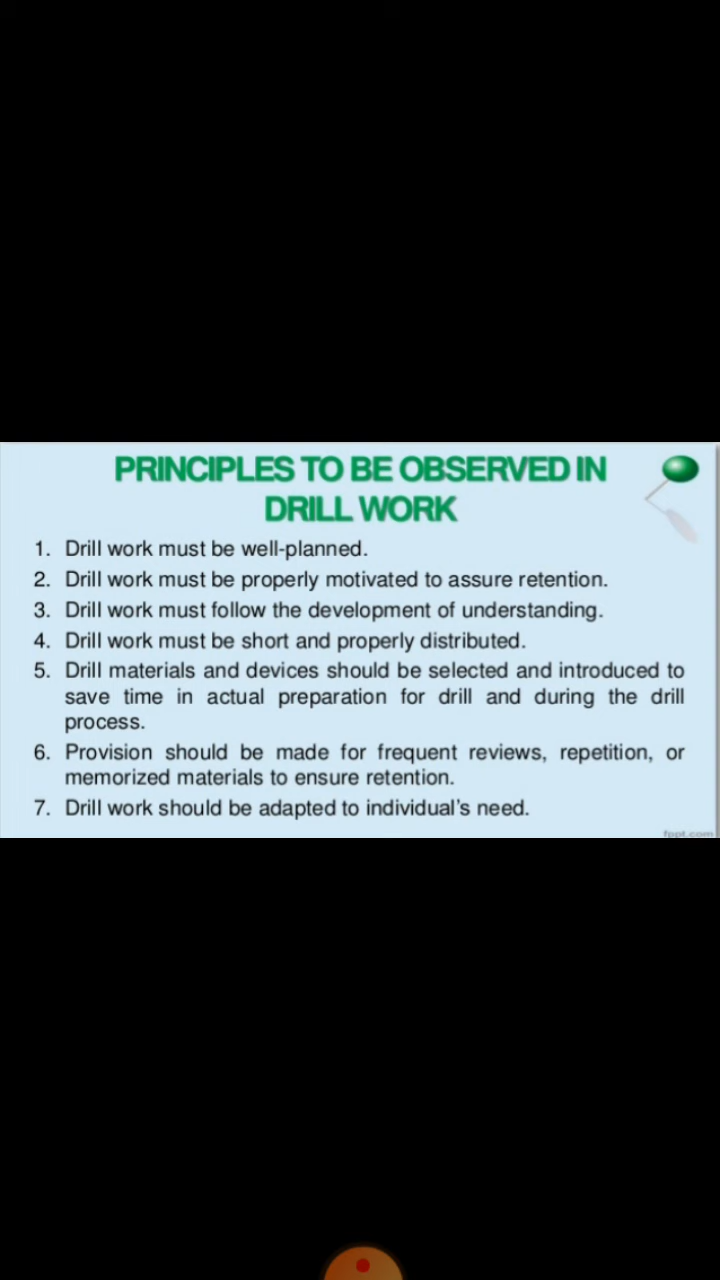 PRINCIPLES TO BE OBSERVED IN
DRILL WORK
1. Drill work must be well-planned.
2. Drill work must be properly motivated to assure retention.
3. Drill work must follow the development of understanding.
4. Drill work must be short and properly distributed.
5. Drill materials and devices should be selected and introduced to
save time in actual preparation for drill and during the drill
process.
6. Provision should be made for frequent reviews, repetition, or
memorized materials to ensure retention.
7. Drill work should be adapted to individual's need.
fppt.com